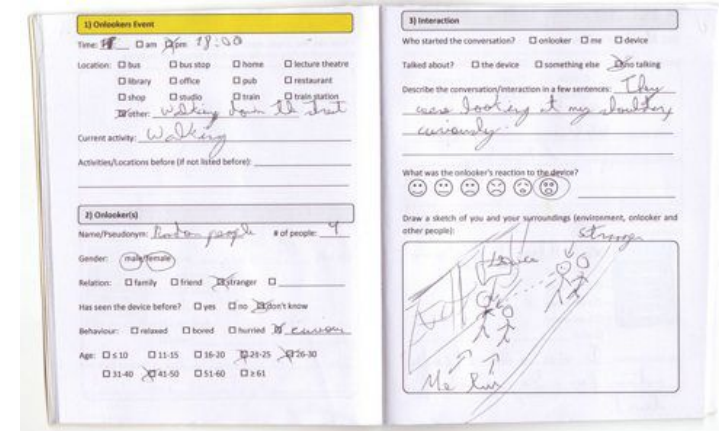 1) Onlookers Event
Time: am pm 18:00
Location: bus bus stop home lecture theatre
library office pub restaurant
shop studio train train station
other: walking down the street
Current activity: Walking
Activities/Locations before (if not listed before):
2) Onlooker(s)
Name/Pseudonym: Random people # of people: 4
Gender: male/female
Relation: family friend stranger
Has seen the device before? yes no don't know
Behaviour: relaxed bored hurried curious
Age: ≤ 10 11-15 16-20 21-25 26-30
31-40 41-50 51-60 ≥ 61
3) Interaction
Who started the conversation? onlooker me device
Talked about? the device something else no talking
Describe the conversation/interaction in a few sentences: They
were looking at my shoulder
curiously.
What was the onlooker's reaction to the device?
Draw a sketch of you and your surroundings (environment, onlooker and
other people):
stranger
Device
Me